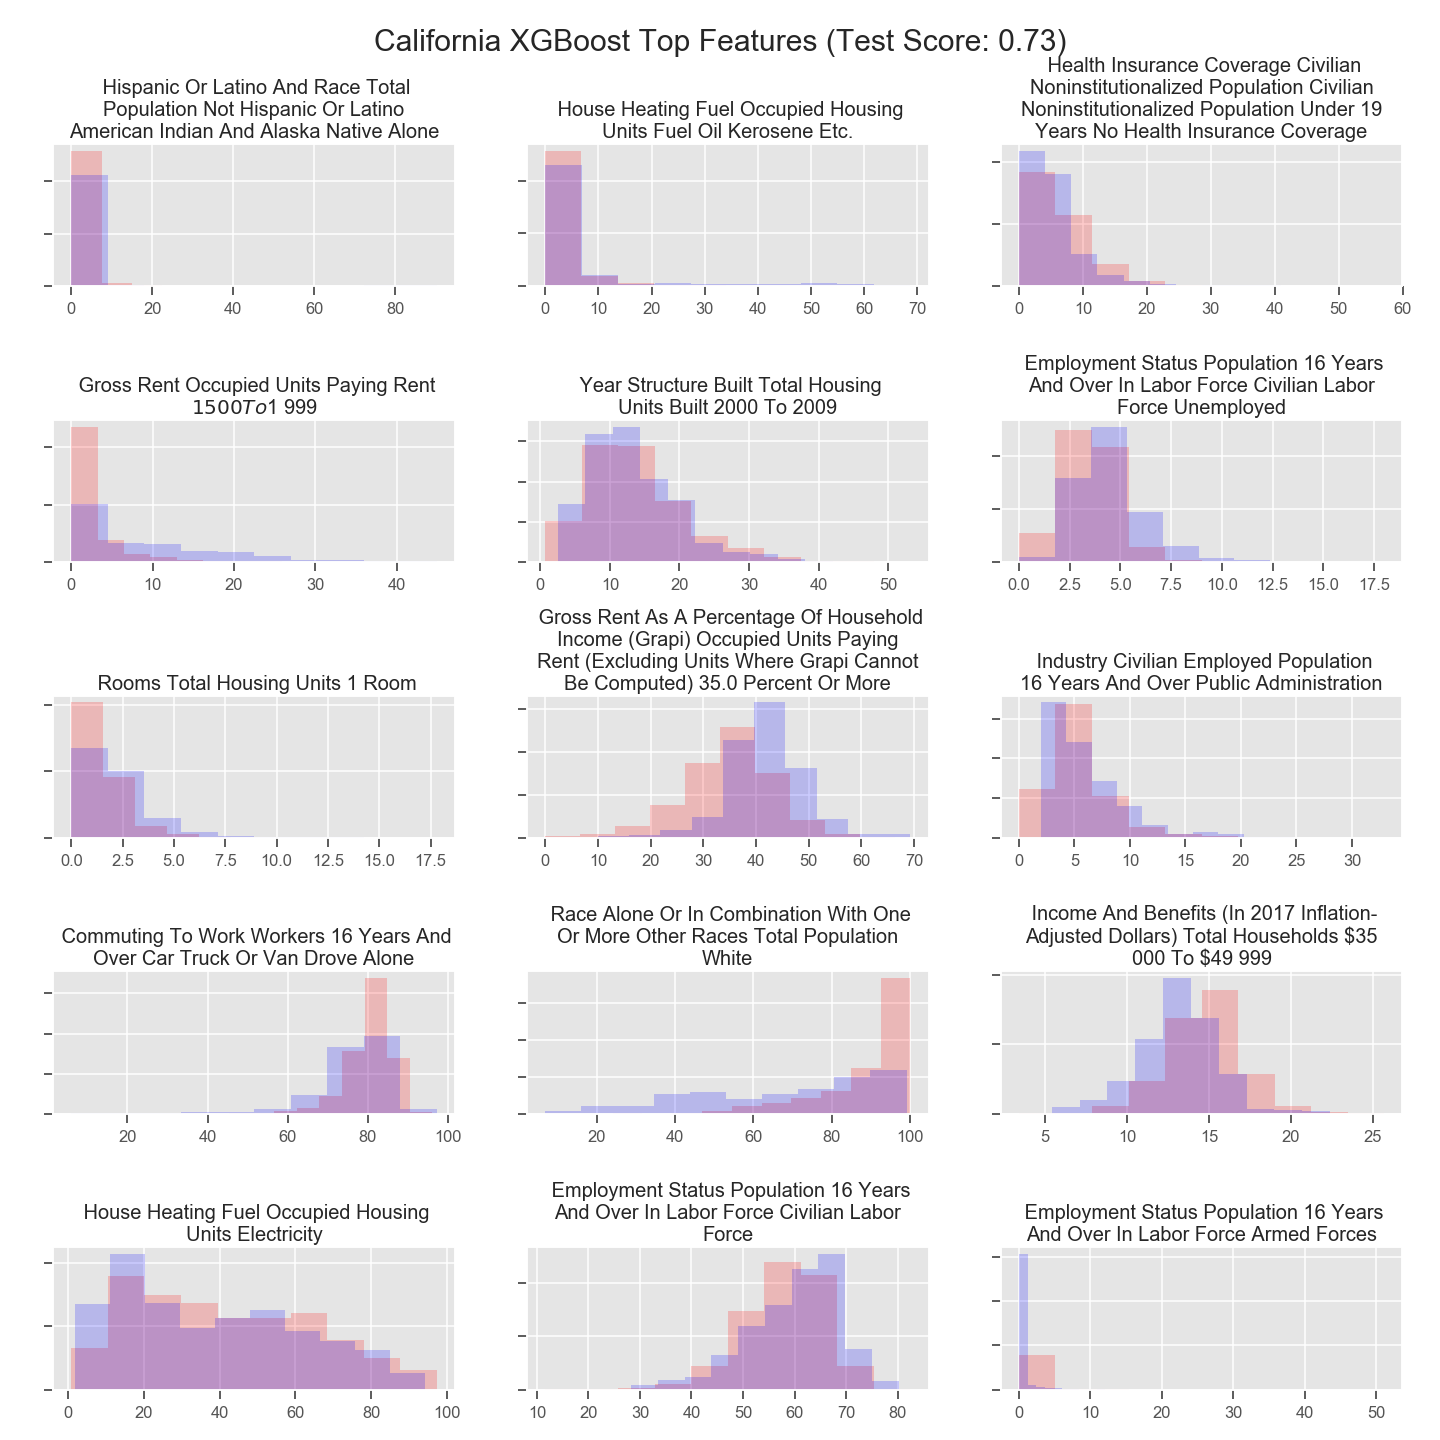 California XGBoost Top Features (Test Score: 0.73)
Hispanic Or Latino And Race Total
Population Not Hispanic Or Latino
American Indian And Alaska Native Alone
0 20 40 60 80
House Heating Fuel Occupied Housing
Units Fuel Oil Kerosene Etc.
0 10 20 30 40 50 60 70
Health Insurance Coverage Civilian
Noninstitutionalized Population Civilian
Noninstitutionalized Population Under 19
Years No Health Insurance Coverage
0 10 20 30 40 50 60
Gross Rent Occupied Units Paying Rent
1500To1 999
0 10 20 30 40
Year Structure Built Total Housing
Units Built 2000 To 2009
0 10 20 30 40 50
Employment Status Population 16 Years
And Over In Labor Force Civilian Labor
Force Unemployed
0.0 2.5 5.0 7.5 10.0 12.5 15.0 17.5
Rooms Total Housing Units 1 Room
0.0 2.5 5.0 7.5 10.0 12.5 15.0 17.5
Gross Rent As A Percentage Of Household
Income (Grapi) Occupied Units Paying
Rent (Excluding Units Where Grapi Cannot
Be Computed) 35.0 Percent Or More
0 10 20 30 40 50 60 70
Industry Civilian Employed Population
16 Years And Over Public Administration
0 5 10 15 20 25 30
Commuting To Work Workers 16 Years And
Over Car Truck Or Van Drove Alone
20 40 60 80 100
Race Alone Or In Combination With One
Or More Other Races Total Population
White
20 40 60 80 100
Income And Benefits (In 2017 Inflation-
Adjusted Dollars) Total Households $35
000 To $49 999
5 10 15 20 25
House Heating Fuel Occupied Housing
Units Electricity
0 20 40 60 80 100
Employment Status Population 16 Years
And Over In Labor Force Civilian Labor
Force
10 20 30 40 50 60 70 80
Employment Status Population 16 Years
And Over In Labor Force Armed Forces
0 10 20 30 40 50